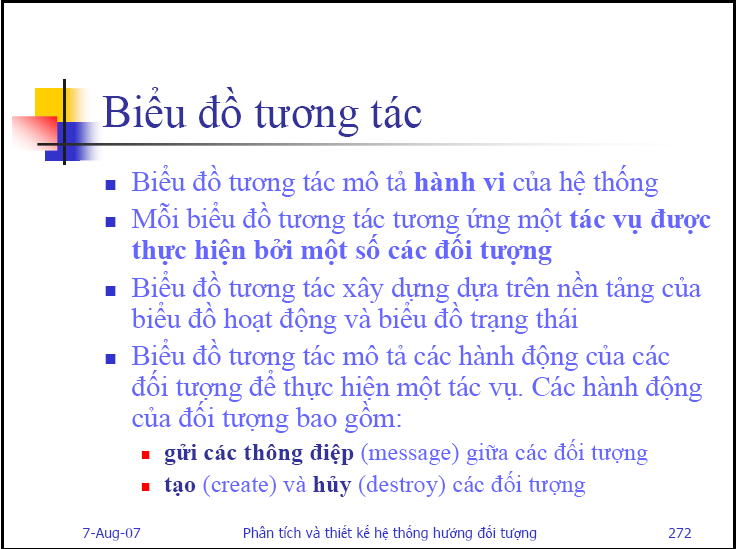 Biểu đồ tương tác
Biểu đồ tương tác mô tả hành vi của hệ thống
Mỗi biểu đồ tương tác tương ứng một tác vụ được
thực hiện bởi một số các đối tượng
Biểu đồ tương tác xây dựng dựa trên nền tảng của
biểu đồ hoạt động và biểu đồ trạng thái
Biểu đồ tương tác mô tả các hành động của các
đối tượng để thực hiện một tác vụ. Các hành động
của đối tượng bao gồm:
gửi các thông điệp (message) giữa các đối tượng
tạo (create) và hủy (destroy) các đối tượng
7-Aug-07 Phân tích và thiết kế hệ thống hướng đối tượng 272